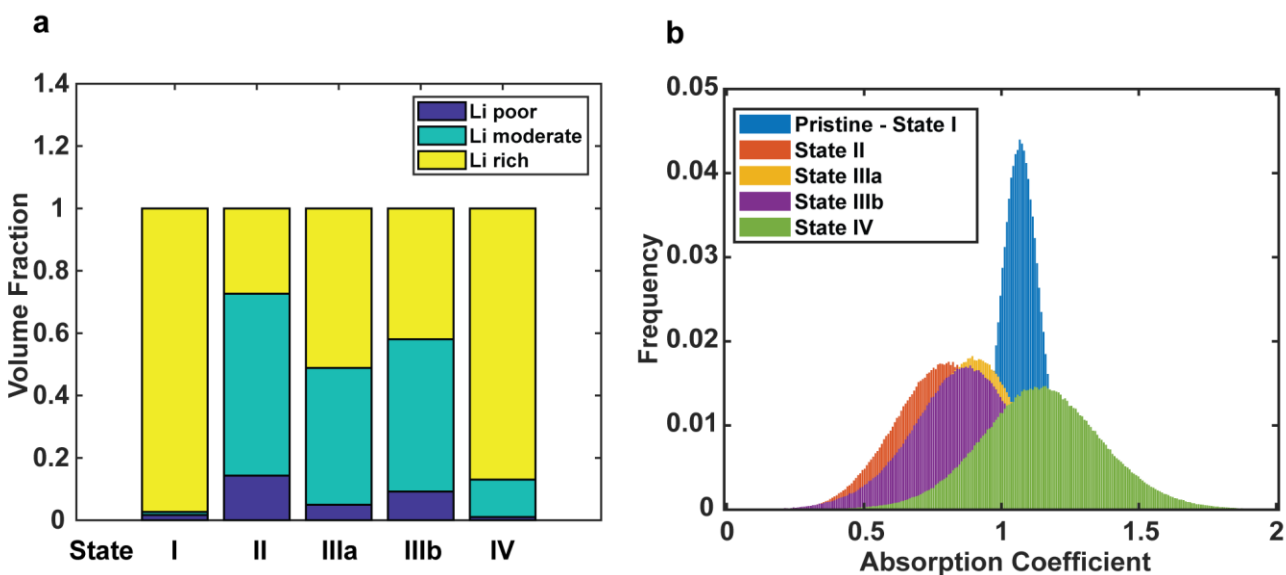 a
1.4
1.2
1
0.8
0.6
0.4
0.2
0
Volume Fraction
Li poor
Li moderate
Li rich
State I II IIIa IIIb IV
b
0.05
0.04
0.03
0.02
0.01
0
Frequency
Pristine - State I
State II
State IIIa
State IIIb
State IV
0 0.5 1 1.5 2
Absorption Coefficient